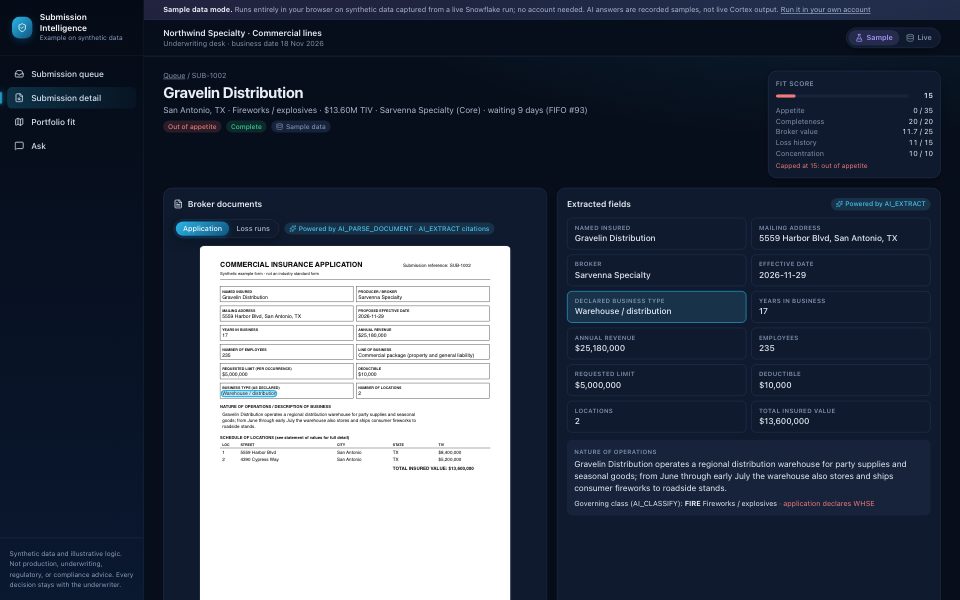 Submission
Intelligence
Example on synthetic data
Submission queue
Submission detail
Portfolio fit
Ask
Synthetic data and illustrative logic.
Not production, underwriting,
regulatory, or compliance advice. Every
decision stays with the underwriter.
Sample data mode. Runs entirely in your browser on synthetic data captured from a live Snowflake run; no account needed. AI answers are recorded samples, not live Cortex output. Run it in your own account
Northwind Specialty · Commercial lines
Underwriting desk · business date 18 Nov 2026
Sample
Live
Queue / SUB-1002
Gravelin Distribution
San Antonio, TX · Fireworks / explosives · $13.60M TIV · Sarvenna Specialty (Core) · waiting 9 days (FIFO #93)
Out of appetite
Complete
Sample data
FIT SCORE
15
Appetite 0 / 35
Completeness 20 / 20
Broker value 11.7 / 25
Loss history 11 / 15
Concentration 10 / 10
Capped at 15: out of appetite
Broker documents
Application
Loss runs
Powered by AI_PARSE_DOCUMENT · AI_EXTRACT citations
COMMERCIAL INSURANCE APPLICATION
Submission reference: SUB-1002
Synthetic example form - not an industry standard form
NAMED INSURED
Gravelin Distribution
PRODUCER / BROKER
Sarvenna Specialty
MAILING ADDRESS
5559 Harbor Blvd, San Antonio, TX
PROPOSED EFFECTIVE DATE
2026-11-29
YEARS IN BUSINESS
17
ANNUAL REVENUE
$25,180,000
NUMBER OF EMPLOYEES
235
LINE OF BUSINESS
Commercial package (property and general liability)
REQUESTED LIMIT (PER OCCURRENCE)
$5,000,000
DEDUCTIBLE
$10,000
BUSINESS TYPE (AS DECLARED)
Warehouse / distribution
NUMBER OF LOCATIONS
2
NATURE OF OPERATIONS / DESCRIPTION OF BUSINESS
Gravelin Distribution operates a regional distribution warehouse for party supplies and seasonal
goods; from June through early July the warehouse also stores and ships consumer fireworks to
roadside stands.
SCHEDULE OF LOCATIONS (see statement of values for full detail)
LOC STREET CITY STATE TIV
1 5559 Harbor Blvd San Antonio TX $8,400,000
2 4390 Cypress Way San Antonio TX $5,200,000
TOTAL INSURED VALUE: $13,600,000
Extracted fields
Powered by AI_EXTRACT
NAMED INSURED
Gravelin Distribution
MAILING ADDRESS
5559 Harbor Blvd, San Antonio, TX
BROKER
Sarvenna Specialty
EFFECTIVE DATE
2026-11-29
DECLARED BUSINESS TYPE
Warehouse / distribution
YEARS IN BUSINESS
17
ANNUAL REVENUE
$25,180,000
EMPLOYEES
235
REQUESTED LIMIT
$5,000,000
DEDUCTIBLE
$10,000
LOCATIONS
2
TOTAL INSURED VALUE
$13,600,000
NATURE OF OPERATIONS
Gravelin Distribution operates a regional distribution warehouse for party supplies and
seasonal goods; from June through early July the warehouse also stores and ships
consumer fireworks to roadside stands.
Governing class (AI_CLASSIFY): FIRE Fireworks / explosives · application declares WHSE